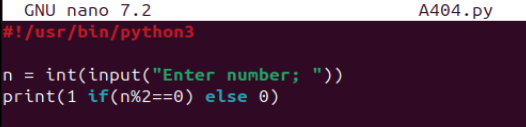 GNU nano 7.2 A404.py
#!/usr/bin/python3
n = int(input("Enter number; "))
print(1 if(n%2==0) else 0)